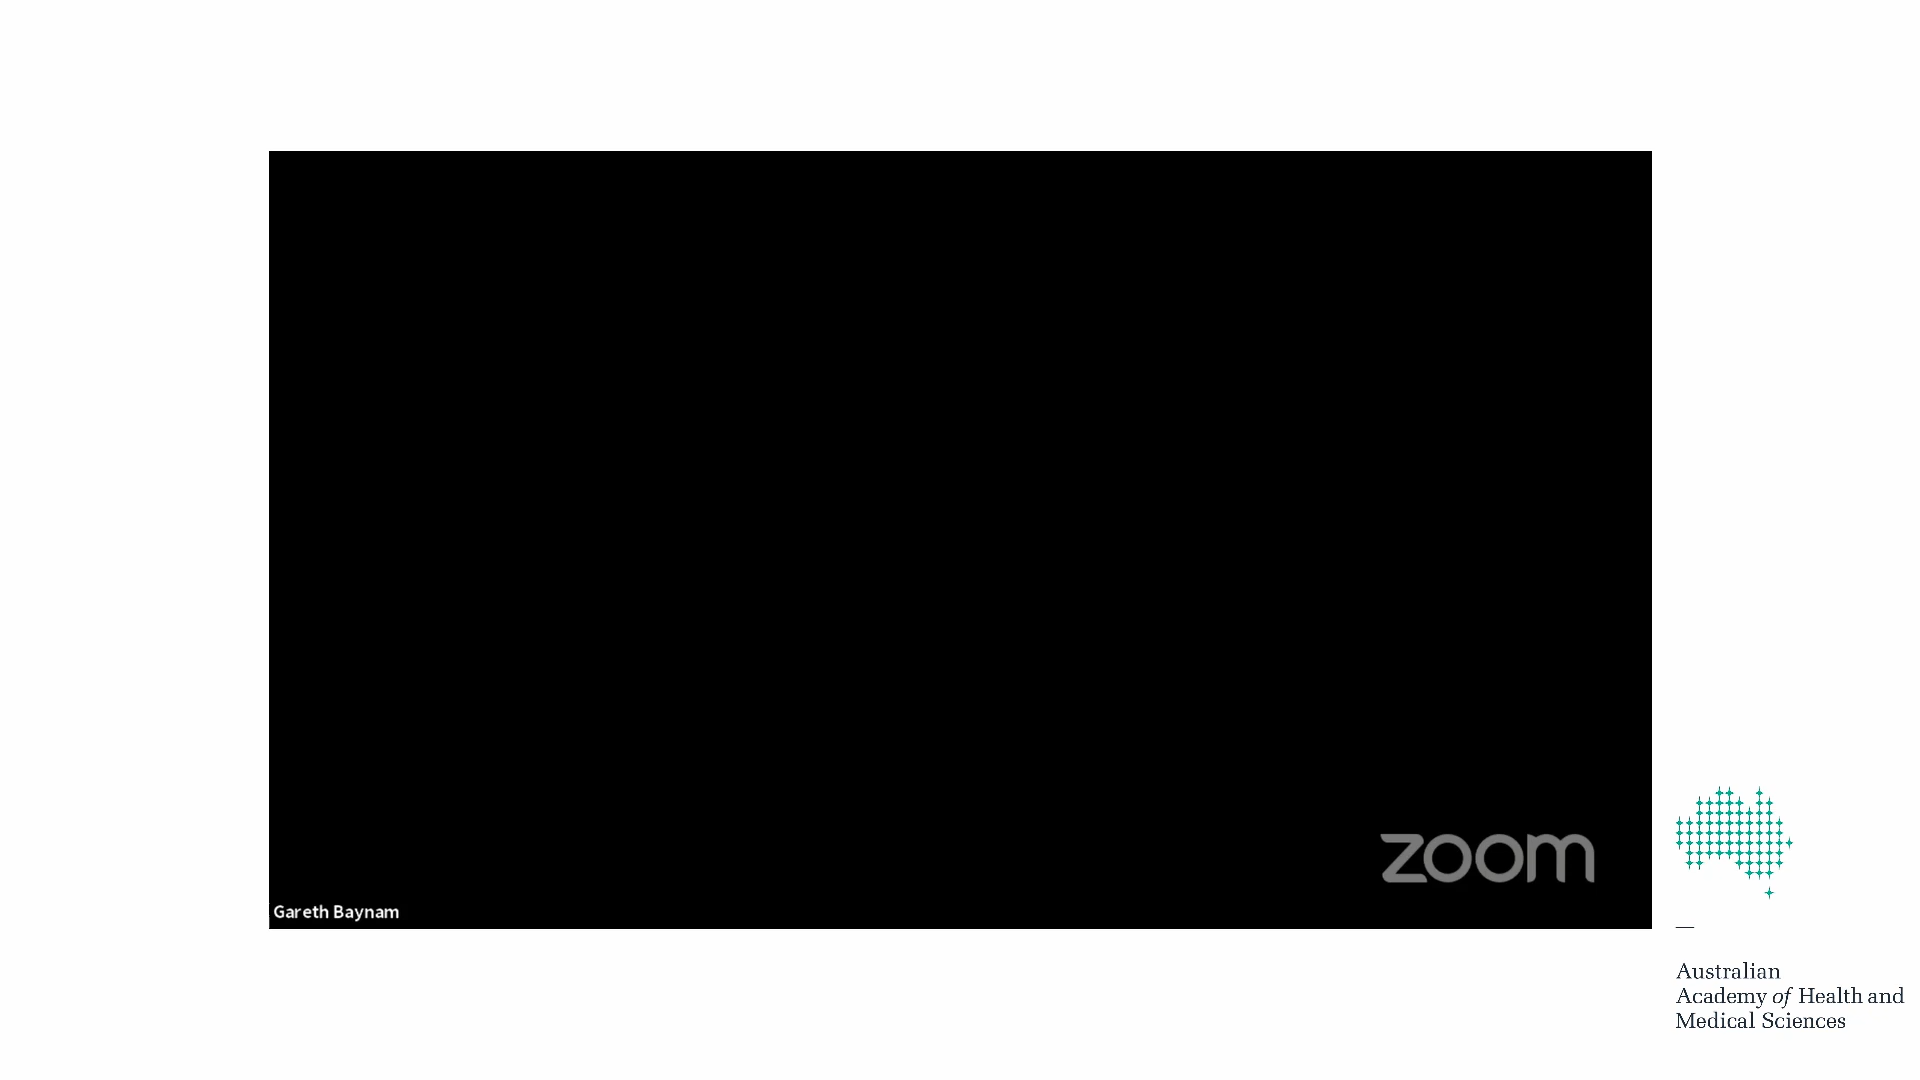 zoom
Gareth Baynam
Australian
Academy of Health and
Medical Sciences